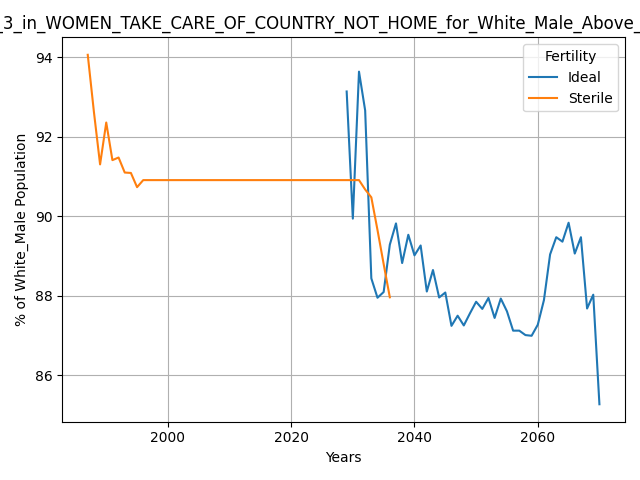 _3_in_WOMEN_TAKE_CARE_OF_COUNTRY_NOT_HOME_for_White_Male_Above_
Fertility
Ideal
Sterile
% of White_Male Population
94
92
90
88
86
2000
2020
2040
2060
Years